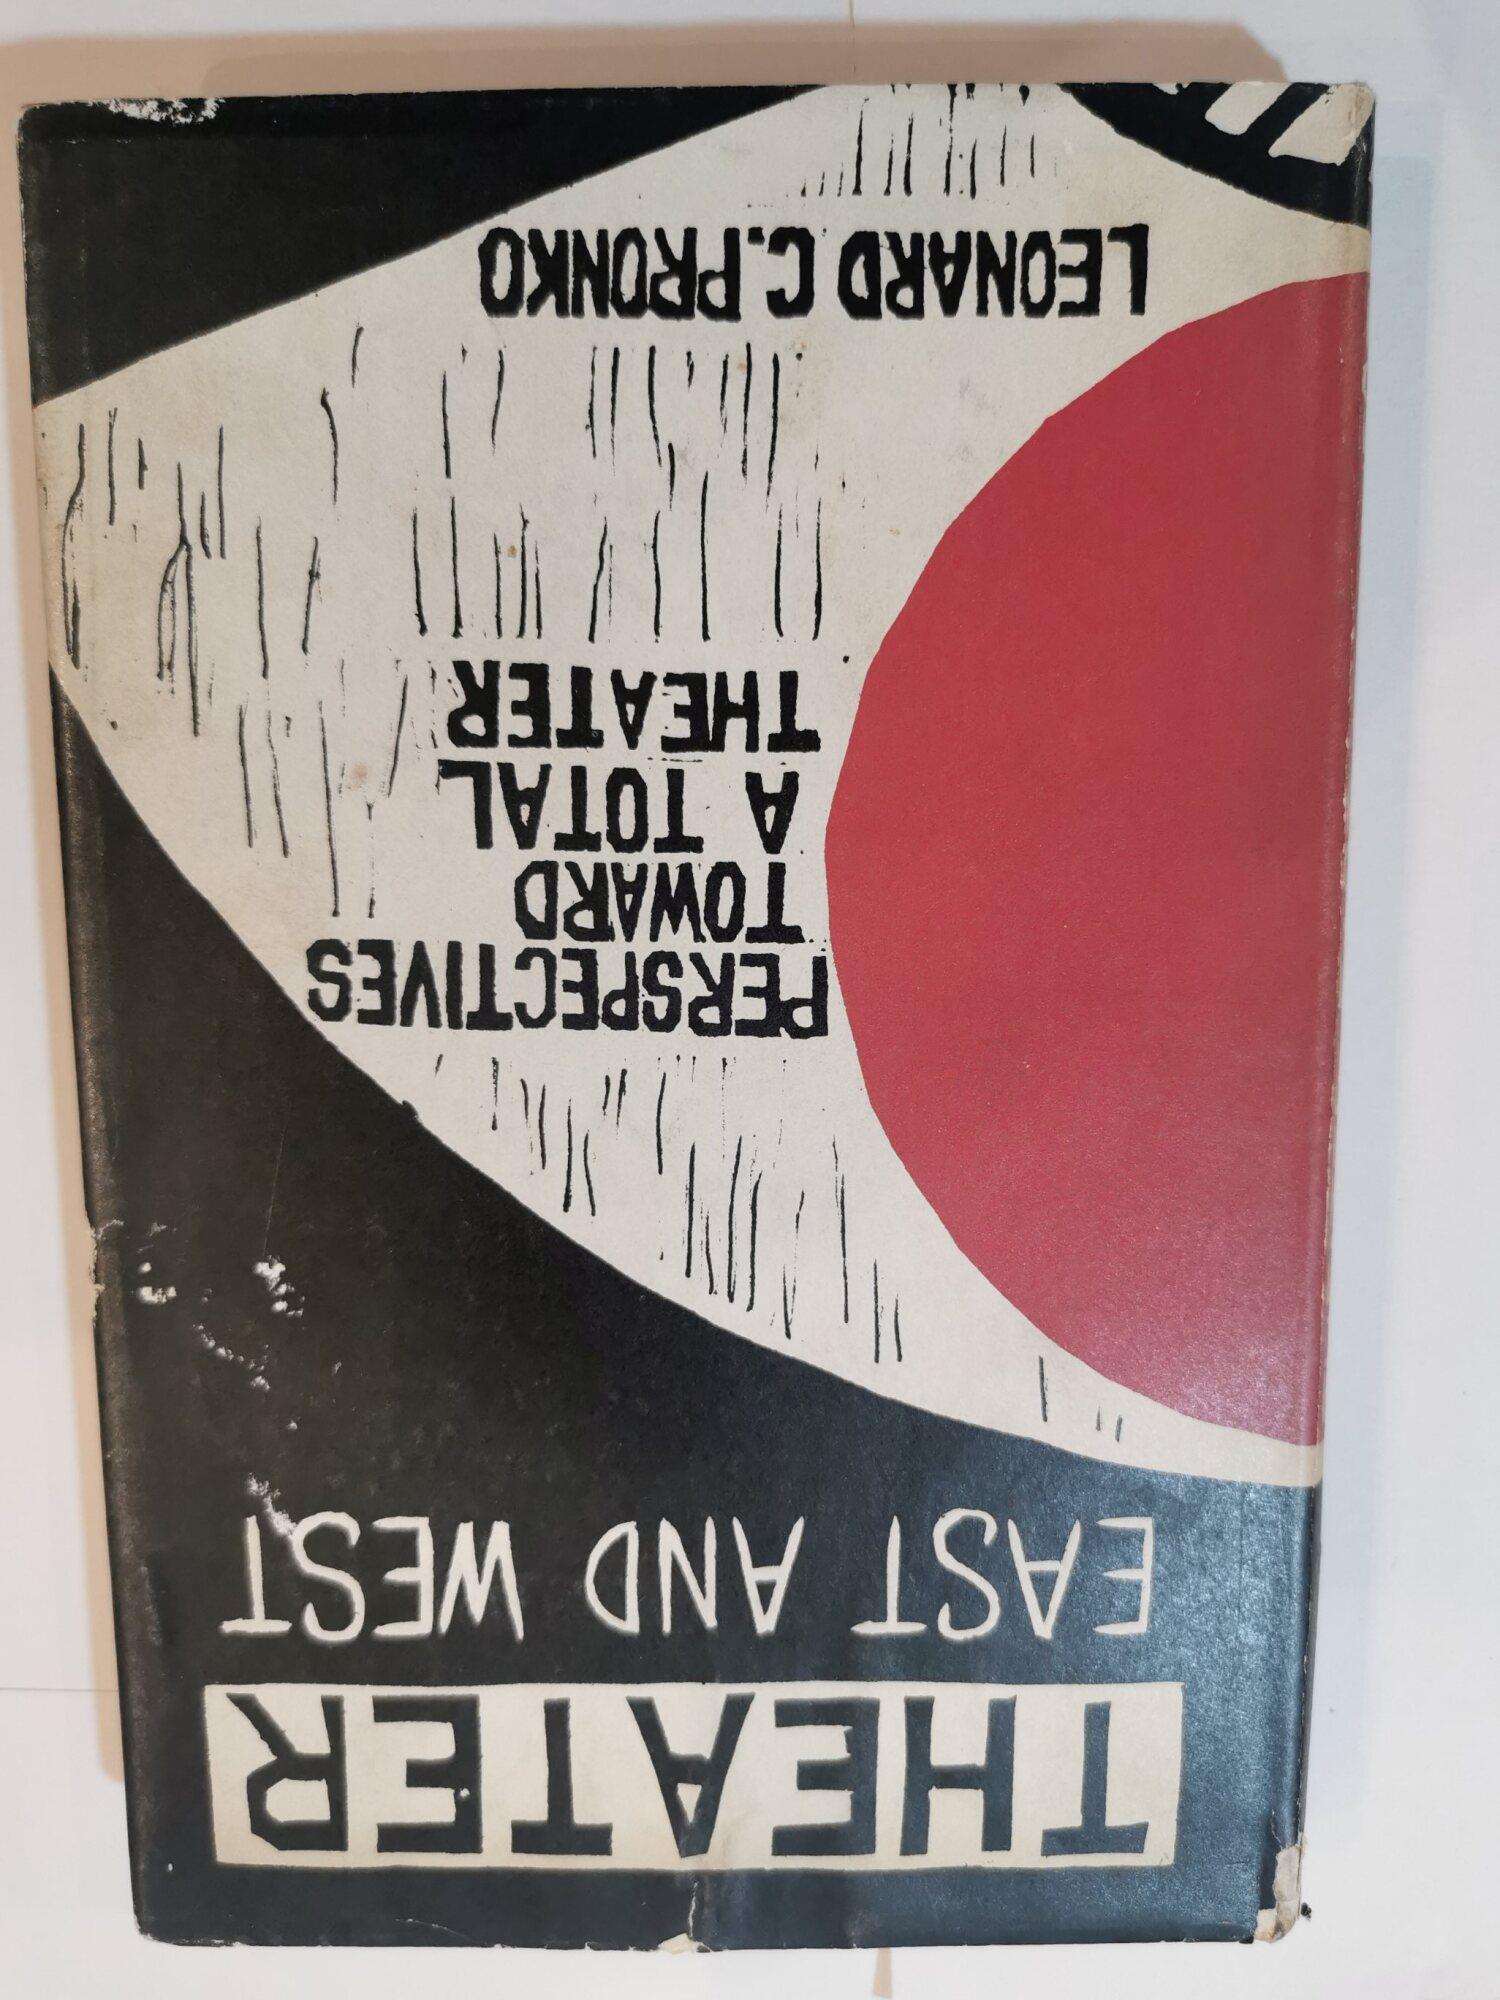 THEATER
EAST AND WEST
PERSPECTIVES
TOWARD
A TOTAL
THEATER
LEONARD C. PRONKO